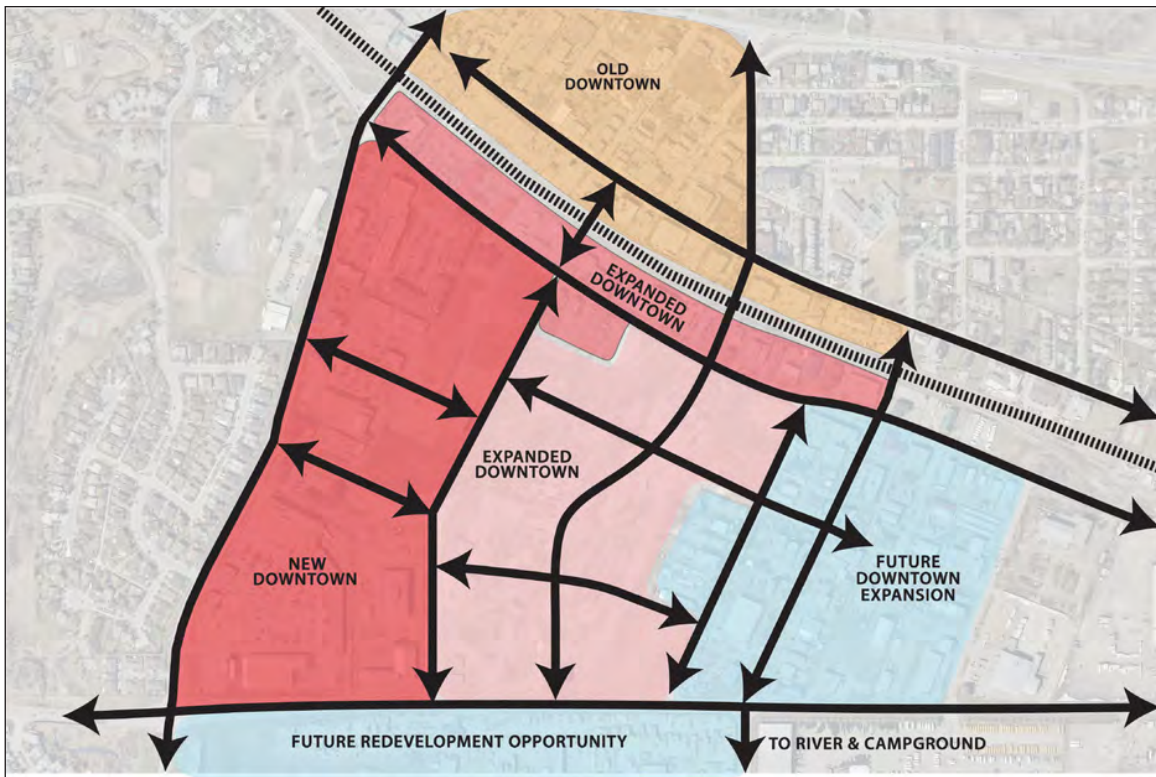 OLD
DOWNTOWN
EXPANDED
DOWNTOWN
EXPANDED
DOWNTOWN
NEW
DOWNTOWN
FUTURE
DOWNTOWN
EXPANSION
FUTURE REDEVELOPMENT OPPORTUNITY
TO RIVER & CAMPGROUND